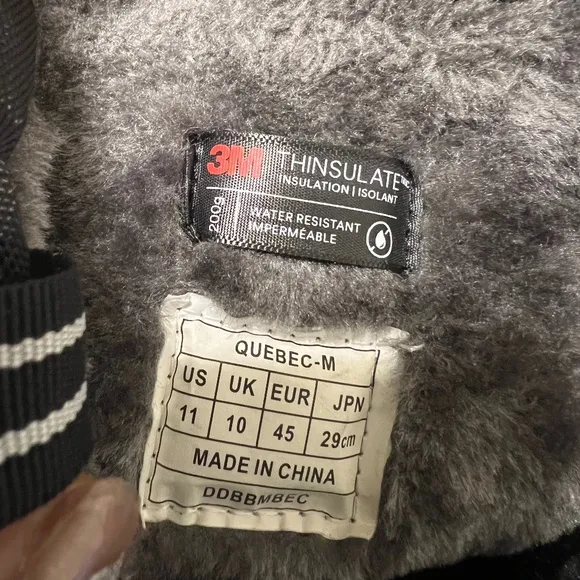 3M THINSULATE
INSULATION | ISOLANT
200g
WATER RESISTANT
IMPERMÉABLE
QUEBEC-M
US UK EUR JPN
11 10 45 29cm
MADE IN CHINA
DDBBMBEC